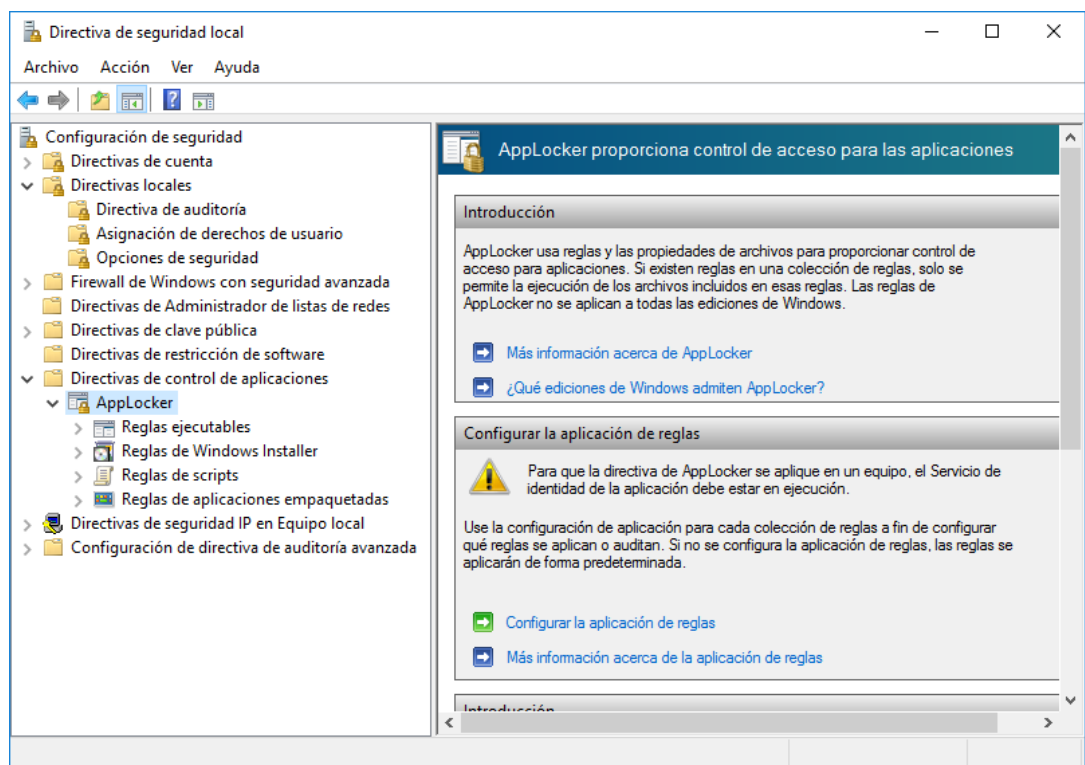 Directiva de seguridad local
Archivo Acción Ver Ayuda
Configuración de seguridad
Directivas de cuenta
Directivas locales
Directiva de auditoría
Asignación de derechos de usuario
Opciones de seguridad
Firewall de Windows con seguridad avanzada
Directivas de Administrador de listas de redes
Directivas de clave pública
Directivas de restricción de software
Directivas de control de aplicaciones
AppLocker
Reglas ejecutables
Reglas de Windows Installer
Reglas de scripts
Reglas de aplicaciones empaquetadas
Directivas de seguridad IP en Equipo local
Configuración de directiva de auditoría avanzada
AppLocker proporciona control de acceso para las aplicaciones
Introducción
AppLocker usa reglas y las propiedades de archivos para proporcionar control de
acceso para aplicaciones. Si existen reglas en una colección de reglas, solo se
permite la ejecución de los archivos incluidos en esas reglas. Las reglas de
AppLocker no se aplican a todas las ediciones de Windows.
Más información acerca de AppLocker
¿Qué ediciones de Windows admiten AppLocker?
Configurar la aplicación de reglas
Para que la directiva de AppLocker se aplique en un equipo, el Servicio de
identidad de la aplicación debe estar en ejecución.
Use la configuración de aplicación para cada colección de reglas a fin de configurar
qué reglas se aplican o auditan. Si no se configura la aplicación de reglas, las reglas se
aplicarán de forma predeterminada.
Configurar la aplicación de reglas
Más información acerca de la aplicación de reglas
Introducción